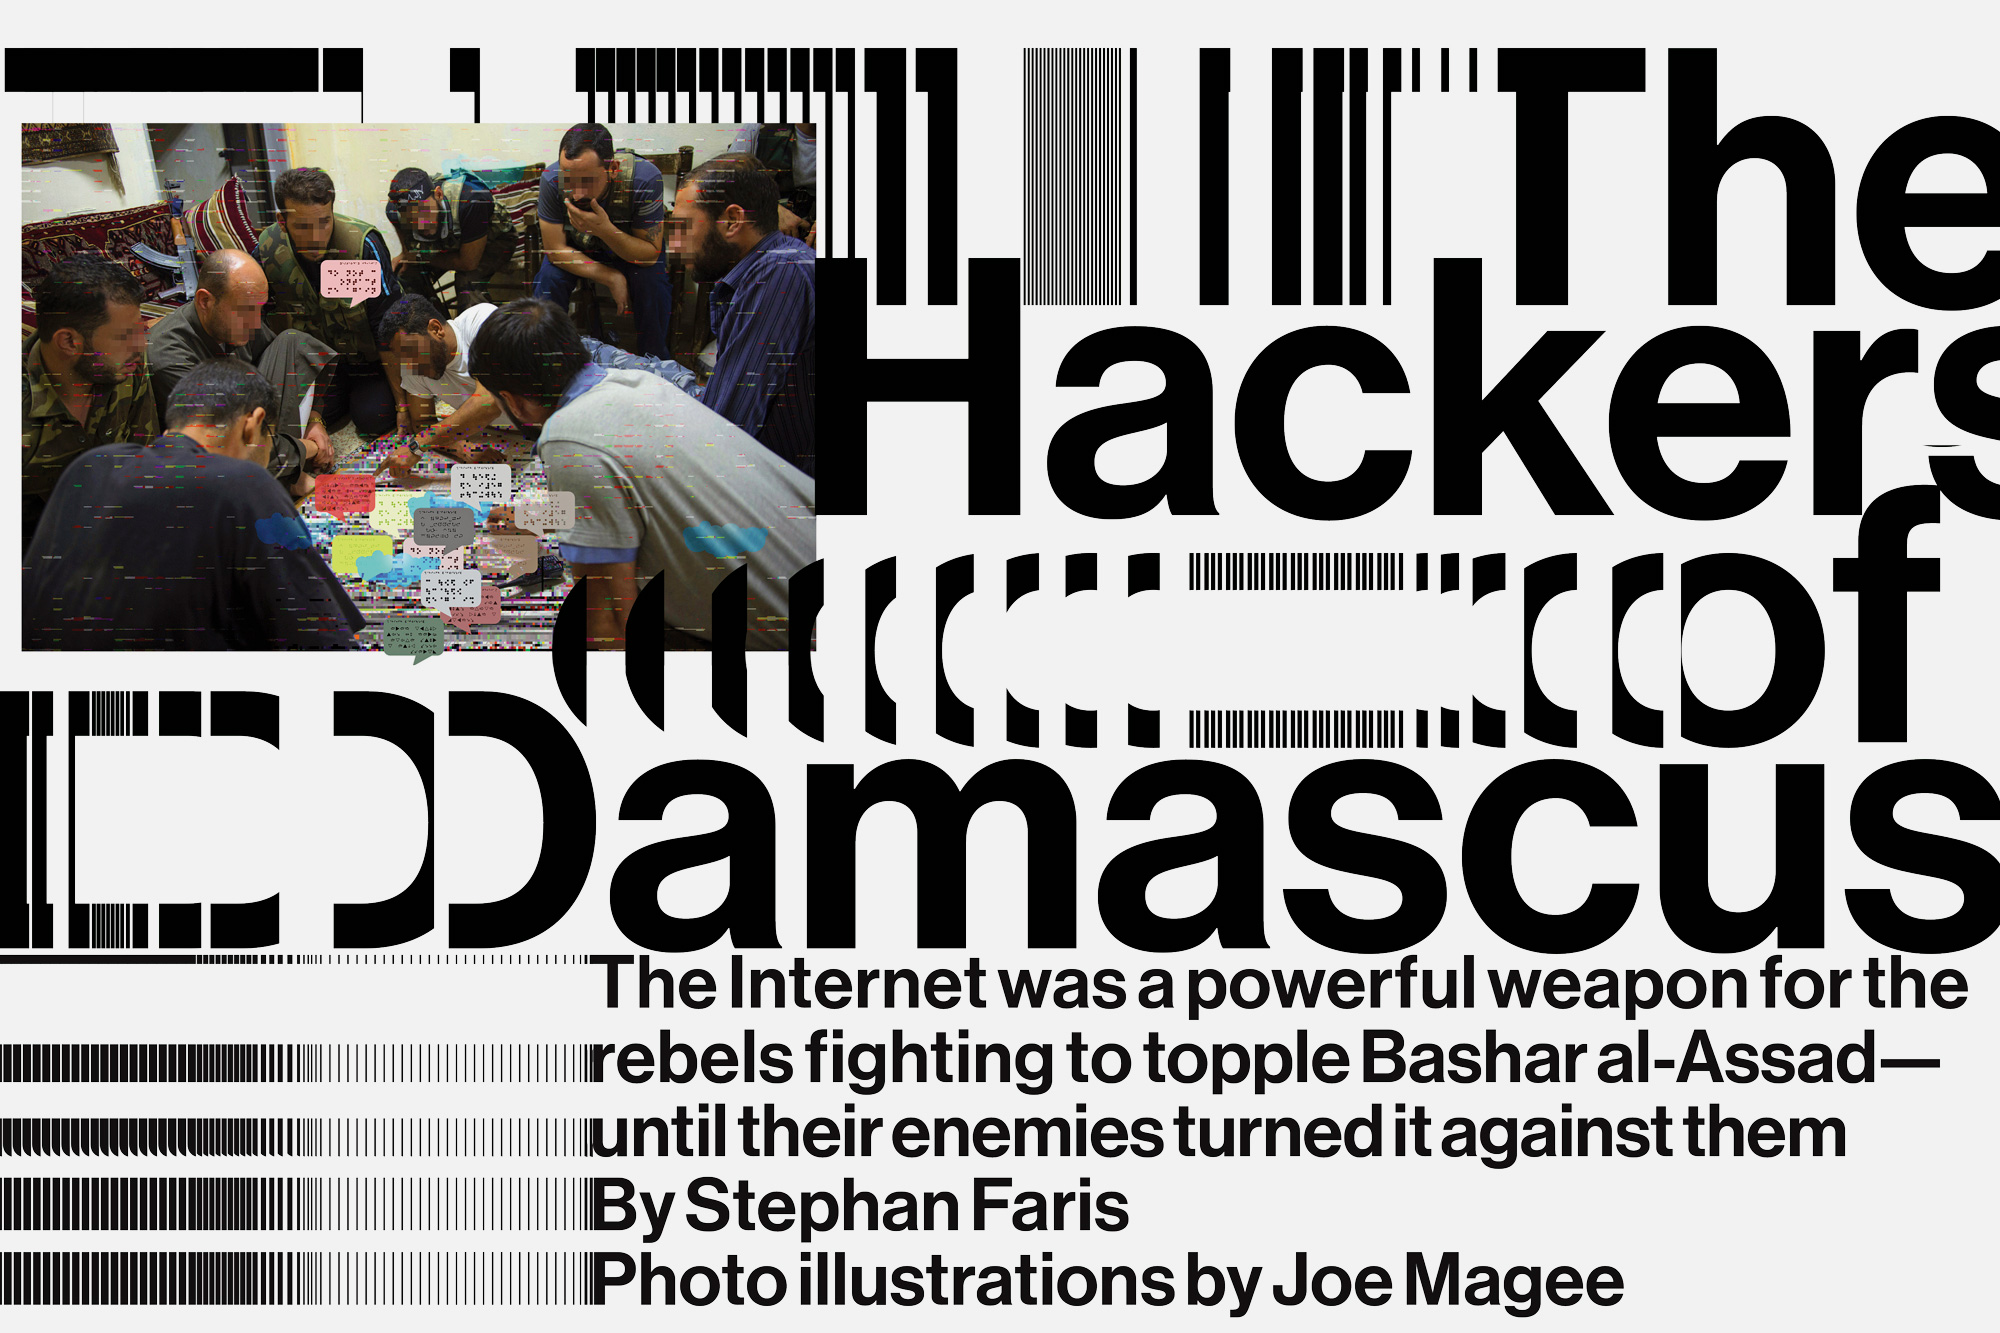 The
Hackers
of
Damascus
The Internet was a powerful weapon for the
rebels fighting to topple Bashar al-Assad—
until their enemies turned it against them
By Stephan Faris
Photo illustrations by Joe Magee